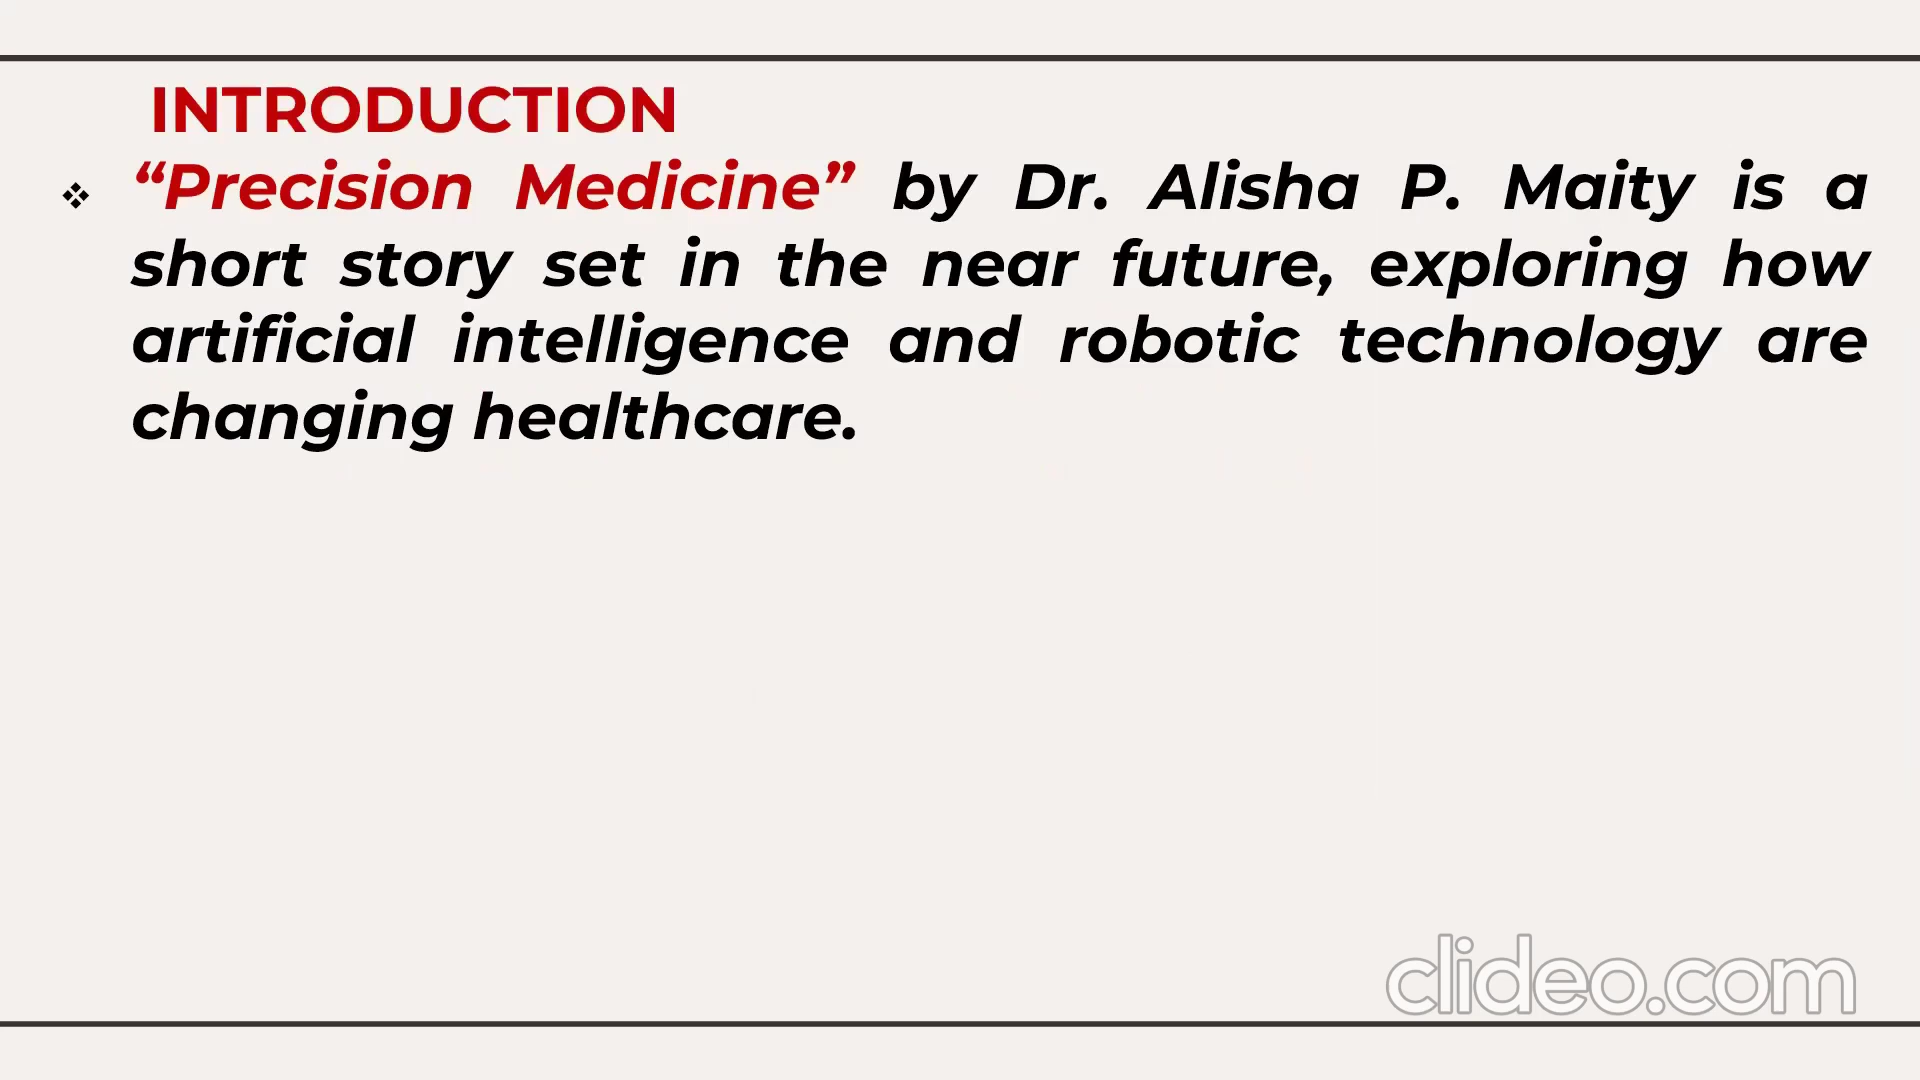 INTRODUCTION
❖ “Precision Medicine” by Dr. Alisha P. Maity is a
short story set in the near future, exploring how
artificial intelligence and robotic technology are
changing healthcare.
clideo.com